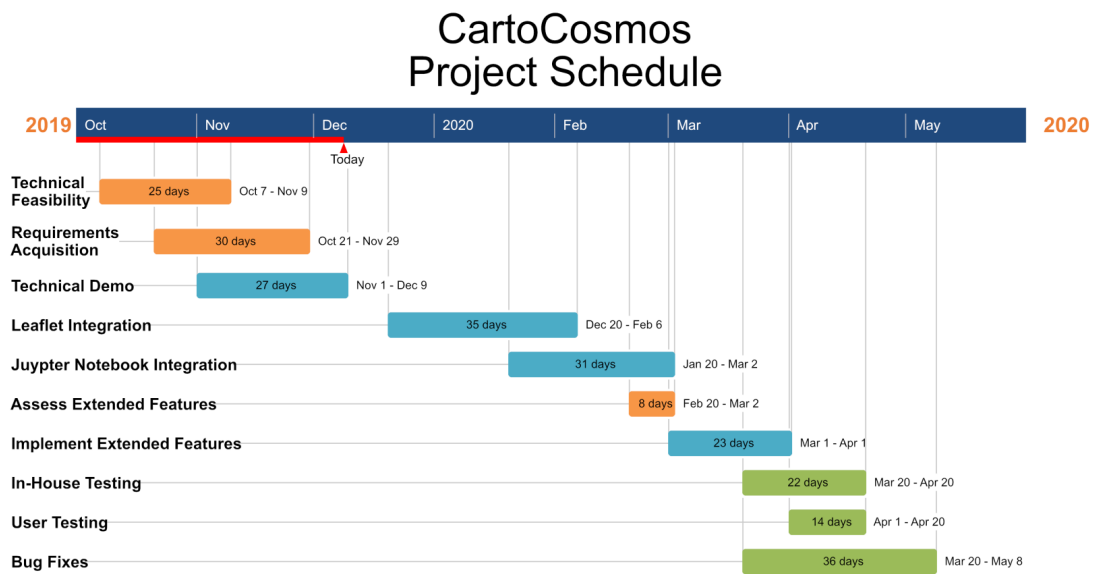 CartoCosmos
Project Schedule
2019
Oct
Nov
Dec
2020
Feb
Mar
Apr
May
2020
Today
Technical
Feasibility
25 days
Oct 7 - Nov 9
Requirements
Acquisition
30 days
Oct 21 - Nov 29
Technical Demo
27 days
Nov 1 - Dec 9
Leaflet Integration
35 days
Dec 20 - Feb 6
Juypter Notebook Integration
31 days
Jan 20 - Mar 2
Assess Extended Features
8 days
Feb 20 - Mar 2
Implement Extended Features
23 days
Mar 1 - Apr 1
In-House Testing
22 days
Mar 20 - Apr 20
User Testing
14 days
Apr 1 - Apr 20
Bug Fixes
36 days
Mar 20 - May 8